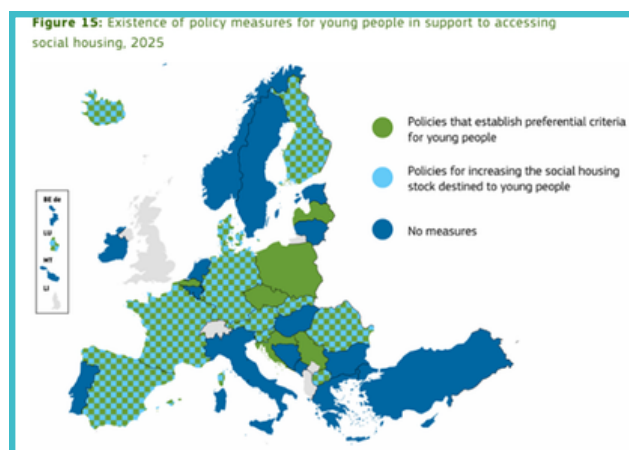 Figure 15: Existence of policy measures for young people in support to accessing
social housing, 2025
Policies that establish preferential criteria
for young people
Policies for increasing the social housing
stock destined to young people
No measures
BE de
LU
MT
LI